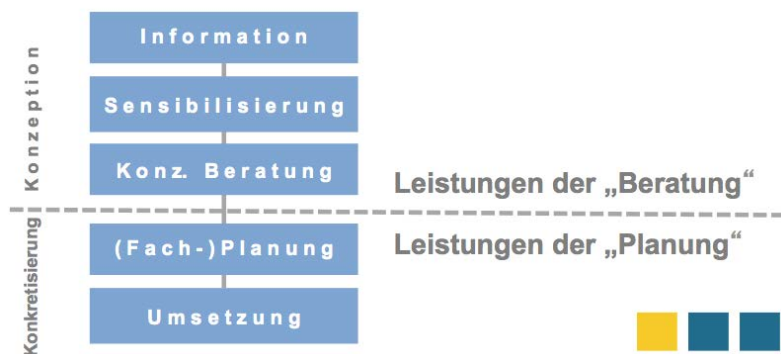 Konzeption
Information
Sensibilisierung
Konz. Beratung
Leistungen der „Beratung“
Konkretisierung
(Fach-)Planung
Leistungen der „Planung“
Umsetzung